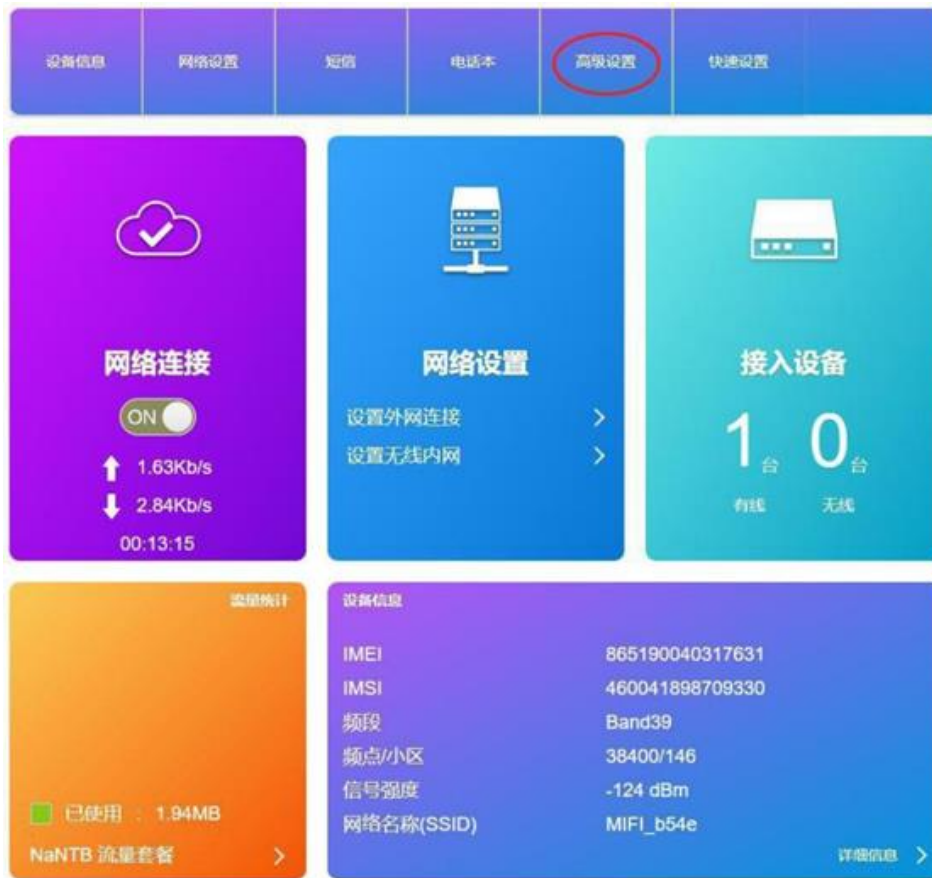 设备信息
网络设置
短信
电话本
高级设置
快速设置
网络连接
ON
1.63Kb/s
2.84Kb/s
00:13:15
网络设置
设置外网连接
设置无线内网
接入设备
1台 0台
有线 无线
流量统计
已使用 : 1.94MB
NaNTB 流量套餐
设备信息
IMEI 865190040317631
IMSI 460041898709330
频段 Band39
频点/小区 38400/146
信号强度 -124 dBm
网络名称(SSID) MIFI_b54e
详细信息